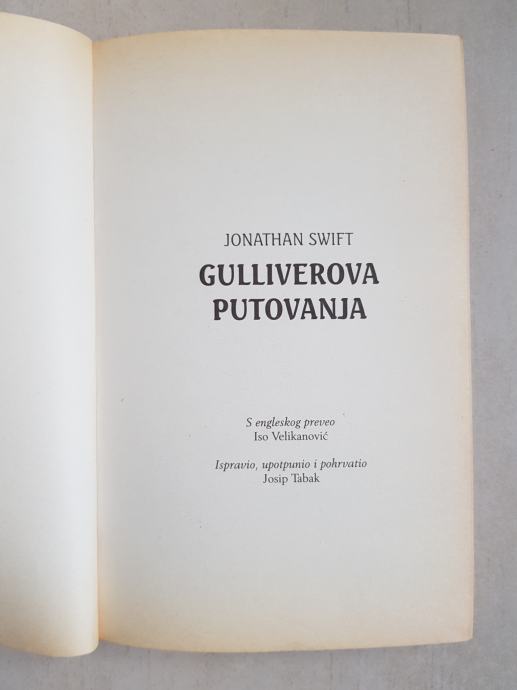 JONATHAN SWIFT
GULLIVEROVA
PUTOVANJA
S engleskog preveo
Iso Velikanović
Ispravio, upotpunio i pohrvatio
Josip Tabak